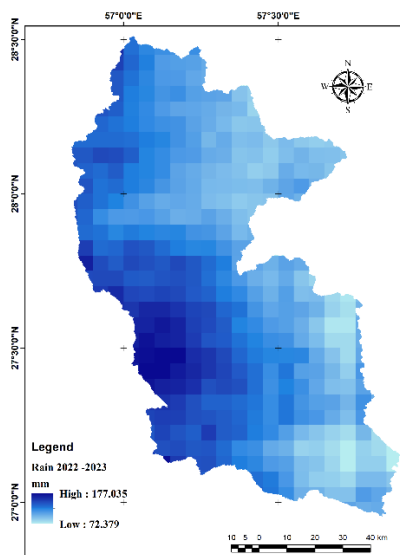 57°0'0"E 57°30'0"E
28°30'0"N
N
W E
S
28°0'0"N
27°30'0"N
Legend
Rain 2022 -2023
mm
High : 177.035
Low : 72.379
27°0'0"N
10 5 0 10 20 30 40 km